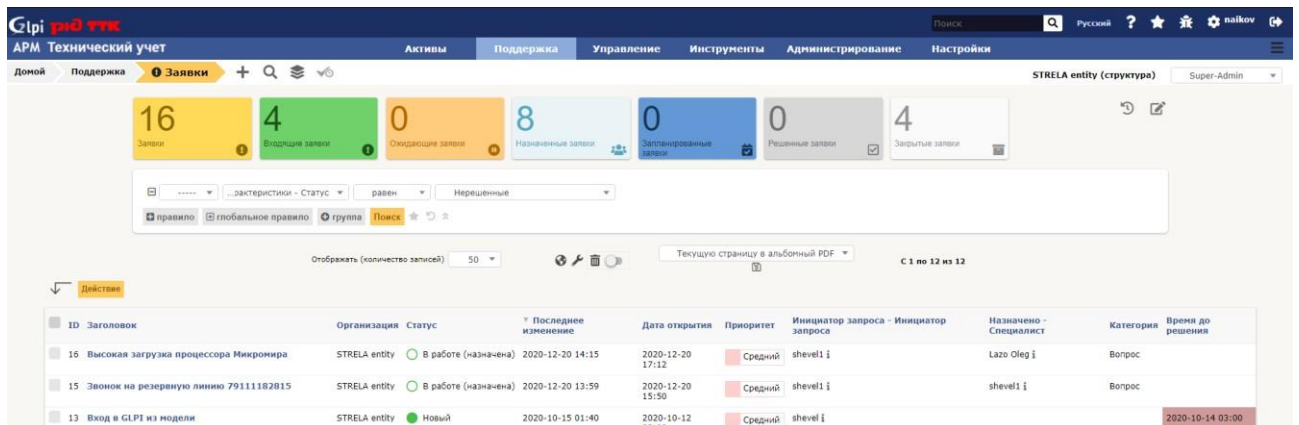 Glpi рид ттк
Поиск Русский ? naikov
АРМ Технический учет Активы Поддержка Управление Инструменты Администрирование Настройки
Домой Поддержка Заявки STRELA entity (структура) Super-Admin
16 4 0 8 0 0 4
Заявки Входящие заявки Ожидающие заявки Назначенные заявки Запланированные заявки Решенные заявки Закрытые заявки
----- ...рактеристики - Статус равен Нерешенные
правило глобальное правило группа Поиск
Отображать (количество записей) 50 Текущую страницу в альбомный PDF С 1 по 12 из 12
Действие
ID Заголовок Организация Статус Последнее изменение Дата открытия Приоритет Инициатор запроса - Инициатор запроса Назначено - Специалист Категория Время до решения
16 Высокая загрузка процессора Микромира STRELA entity В работе (назначена) 2020-12-20 14:15 2020-12-20 17:12 Средний shevel1 i Lazo Oleg i Вопрос
15 Звонок на резервную линию 79111182815 STRELA entity В работе (назначена) 2020-12-20 13:59 2020-12-20 15:50 Средний shevel1 i shevel1 i Вопрос
13 Вход в GLPI из модели STRELA entity Новый 2020-10-15 01:40 2020-10-12 Средний shevel i 2020-10-14 03:00